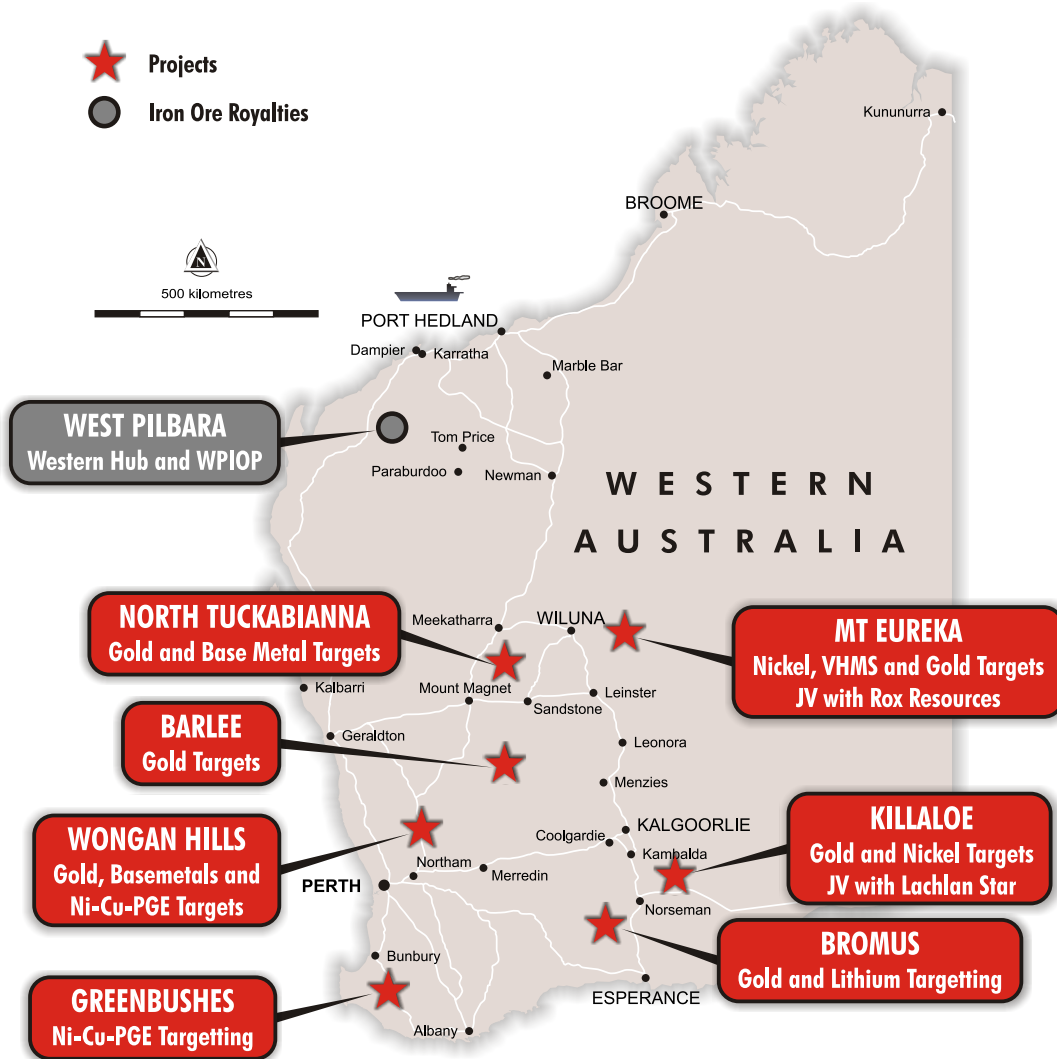 Projects
Iron Ore Royalties
Kununurra
BROOME
N
500 kilometres
PORT HEDLAND
Dampier
Karratha
Marble Bar
WEST PILBARA
Western Hub and WPIOP
Tom Price
Paraburdoo
Newman
WESTERN
AUSTRALIA
NORTH TUCKABIANNA
Gold and Base Metal Targets
Meekatharra
WILUNA
MT EUREKA
Nickel, VHMS and Gold Targets
JV with Rox Resources
Kalbarri
Mount Magnet
Leinster
Sandstone
BARLEE
Gold Targets
Geraldton
Leonora
Menzies
WONGAN HILLS
Gold, Basemetals and
Ni-Cu-PGE Targets
Coolgardie
KALGOORLIE
Kambalda
KILLALOE
Gold and Nickel Targets
JV with Lachlan Star
Northam
Merredin
PERTH
Norseman
BROMUS
Gold and Lithium Targetting
Bunbury
GREENBUSHES
Ni-Cu-PGE Targetting
ESPERANCE
Albany